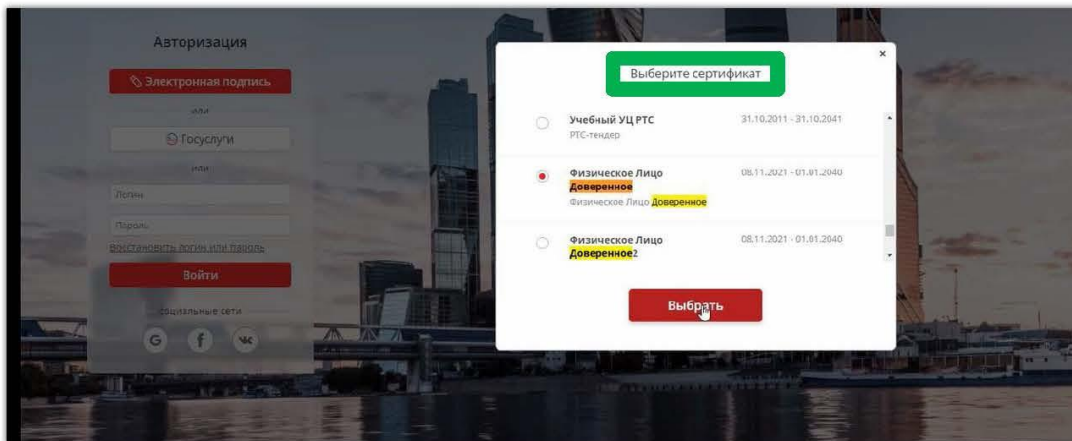 Авторизация
Электронная подпись
или
Госуслуги
или
Логин
Пароль
Восстановить логин или пароль
Войти
социальные сети
G f
Выберите сертификат
×
Учебный УЦ РТС 31.10.2011 - 31.10.2041
РТС-тендер
Физическое Лицо 08.11.2021 - 01.01.2040
Доверенное
Физическое Лицо Доверенное
Физическое Лицо 08.11.2021 - 01.01.2040
Доверенное2
Выбрать